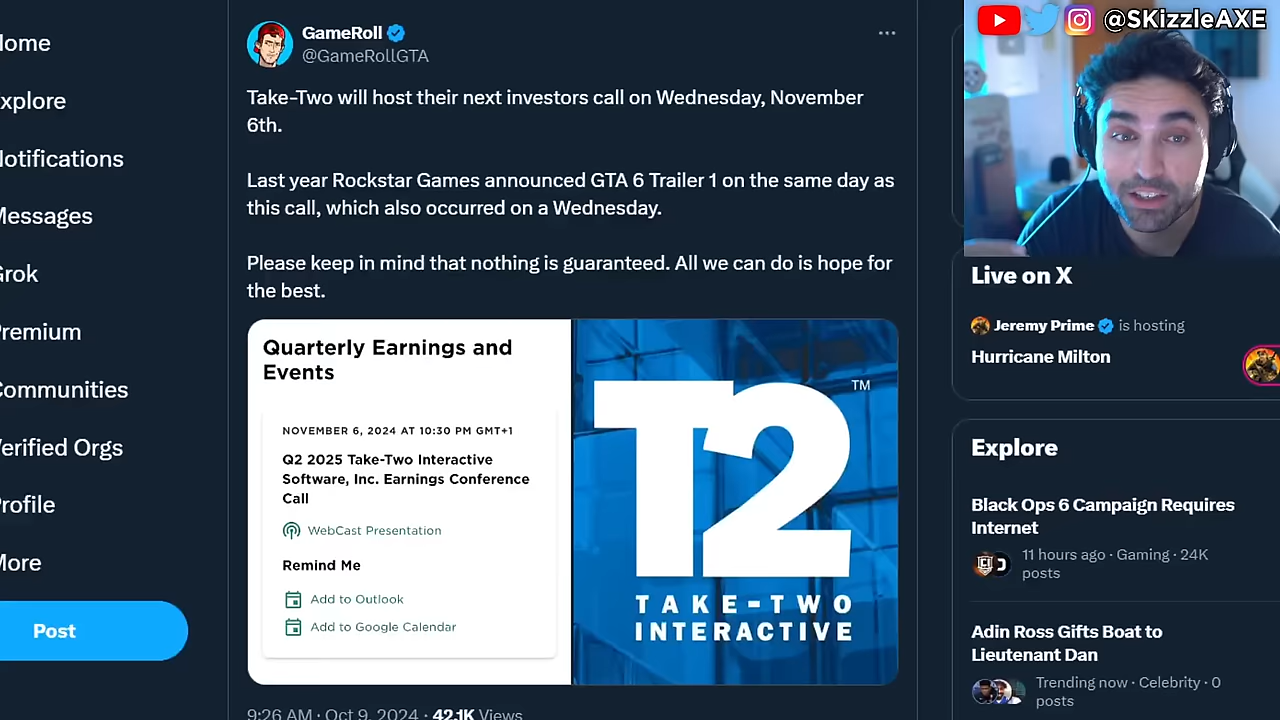 @SKizzleAXE
ome
xplore
otifications
Messages
rok
remium
ommunities
erified Orgs
rofile
More
Post
GameRoll
@GameRollGTA
Take-Two will host their next investors call on Wednesday, November
6th.
Last year Rockstar Games announced GTA 6 Trailer 1 on the same day as
this call, which also occurred on a Wednesday.
Please keep in mind that nothing is guaranteed. All we can do is hope for
the best.
Quarterly Earnings and
Events
NOVEMBER 6, 2024 AT 10:30 PM GMT+1
Q2 2025 Take-Two Interactive
Software, Inc. Earnings Conference
Call
WebCast Presentation
Remind Me
Add to Outlook
Add to Google Calendar
T2 TM
TAKE-TWO
INTERACTIVE
9:26 AM · Oct 9, 2024 · 42.1K Views
Live on X
Jeremy Prime is hosting
Hurricane Milton
Explore
Black Ops 6 Campaign Requires
Internet
11 hours ago · Gaming · 24K
posts
Adin Ross Gifts Boat to
Lieutenant Dan
Trending now · Celebrity · 0
posts